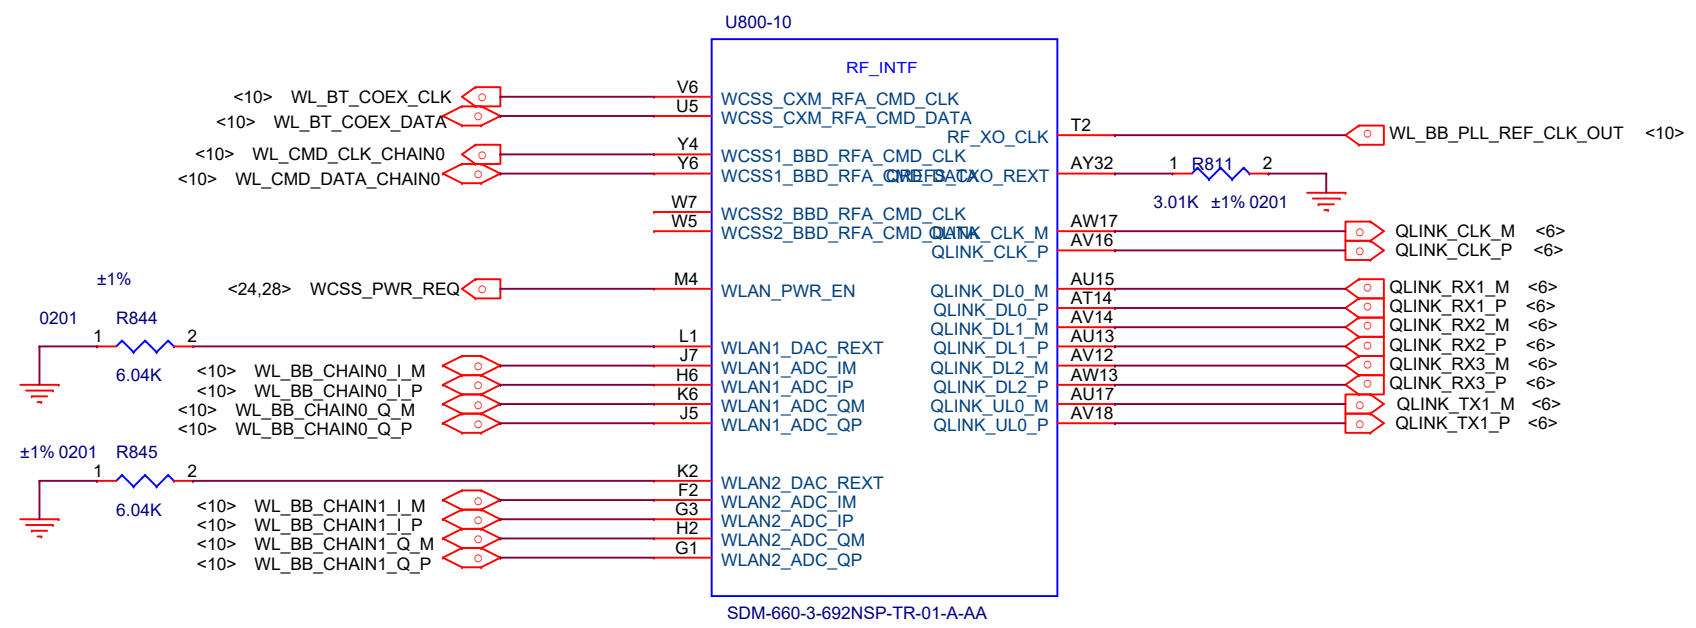 U800-10
RF_INTF
<10> WL_BT_COEX_CLK V6 WCSS_CXM_RFA_CMD_CLK
<10> WL_BT_COEX_DATA U5 WCSS_CXM_RFA_CMD_DATA
RF_XO_CLK T2 WL_BB_PLL_REF_CLK_OUT <10>
<10> WL_CMD_CLK_CHAIN0 Y4 WCSS1_BBD_RFA_CMD_CLK
<10> WL_CMD_DATA_CHAIN0 Y6 WCSS1_BBD_RFA_CMD_DATA
QREFS_CXO_REXT AY32 1 R811 2
3.01K ±1% 0201
W7 WCSS2_BBD_RFA_CMD_CLK
W5 WCSS2_BBD_RFA_CMD_DATA
QLINK_CLK_M AW17 QLINK_CLK_M <6>
QLINK_CLK_P AV16 QLINK_CLK_P <6>
±1%
<24,28> WCSS_PWR_REQ M4 WLAN_PWR_EN
QLINK_DL0_M AU15 QLINK_RX1_M <6>
QLINK_DL0_P AT14 QLINK_RX1_P <6>
QLINK_DL1_M AV14 QLINK_RX2_M <6>
QLINK_DL1_P AU13 QLINK_RX2_P <6>
QLINK_DL2_M AV12 QLINK_RX3_M <6>
QLINK_DL2_P AW13 QLINK_RX3_P <6>
QLINK_UL0_M AU17 QLINK_TX1_M <6>
QLINK_UL0_P AV18 QLINK_TX1_P <6>
0201 R844
1 2 L1 WLAN1_DAC_REXT
6.04K
<10> WL_BB_CHAIN0_I_M J7 WLAN1_ADC_IM
<10> WL_BB_CHAIN0_I_P H6 WLAN1_ADC_IP
<10> WL_BB_CHAIN0_Q_M K6 WLAN1_ADC_QM
<10> WL_BB_CHAIN0_Q_P J5 WLAN1_ADC_QP
±1% 0201 R845
1 2 K2 WLAN2_DAC_REXT
6.04K
<10> WL_BB_CHAIN1_I_M F2 WLAN2_ADC_IM
<10> WL_BB_CHAIN1_I_P G3 WLAN2_ADC_IP
<10> WL_BB_CHAIN1_Q_M H2 WLAN2_ADC_QM
<10> WL_BB_CHAIN1_Q_P G1 WLAN2_ADC_QP
SDM-660-3-692NSP-TR-01-A-AA